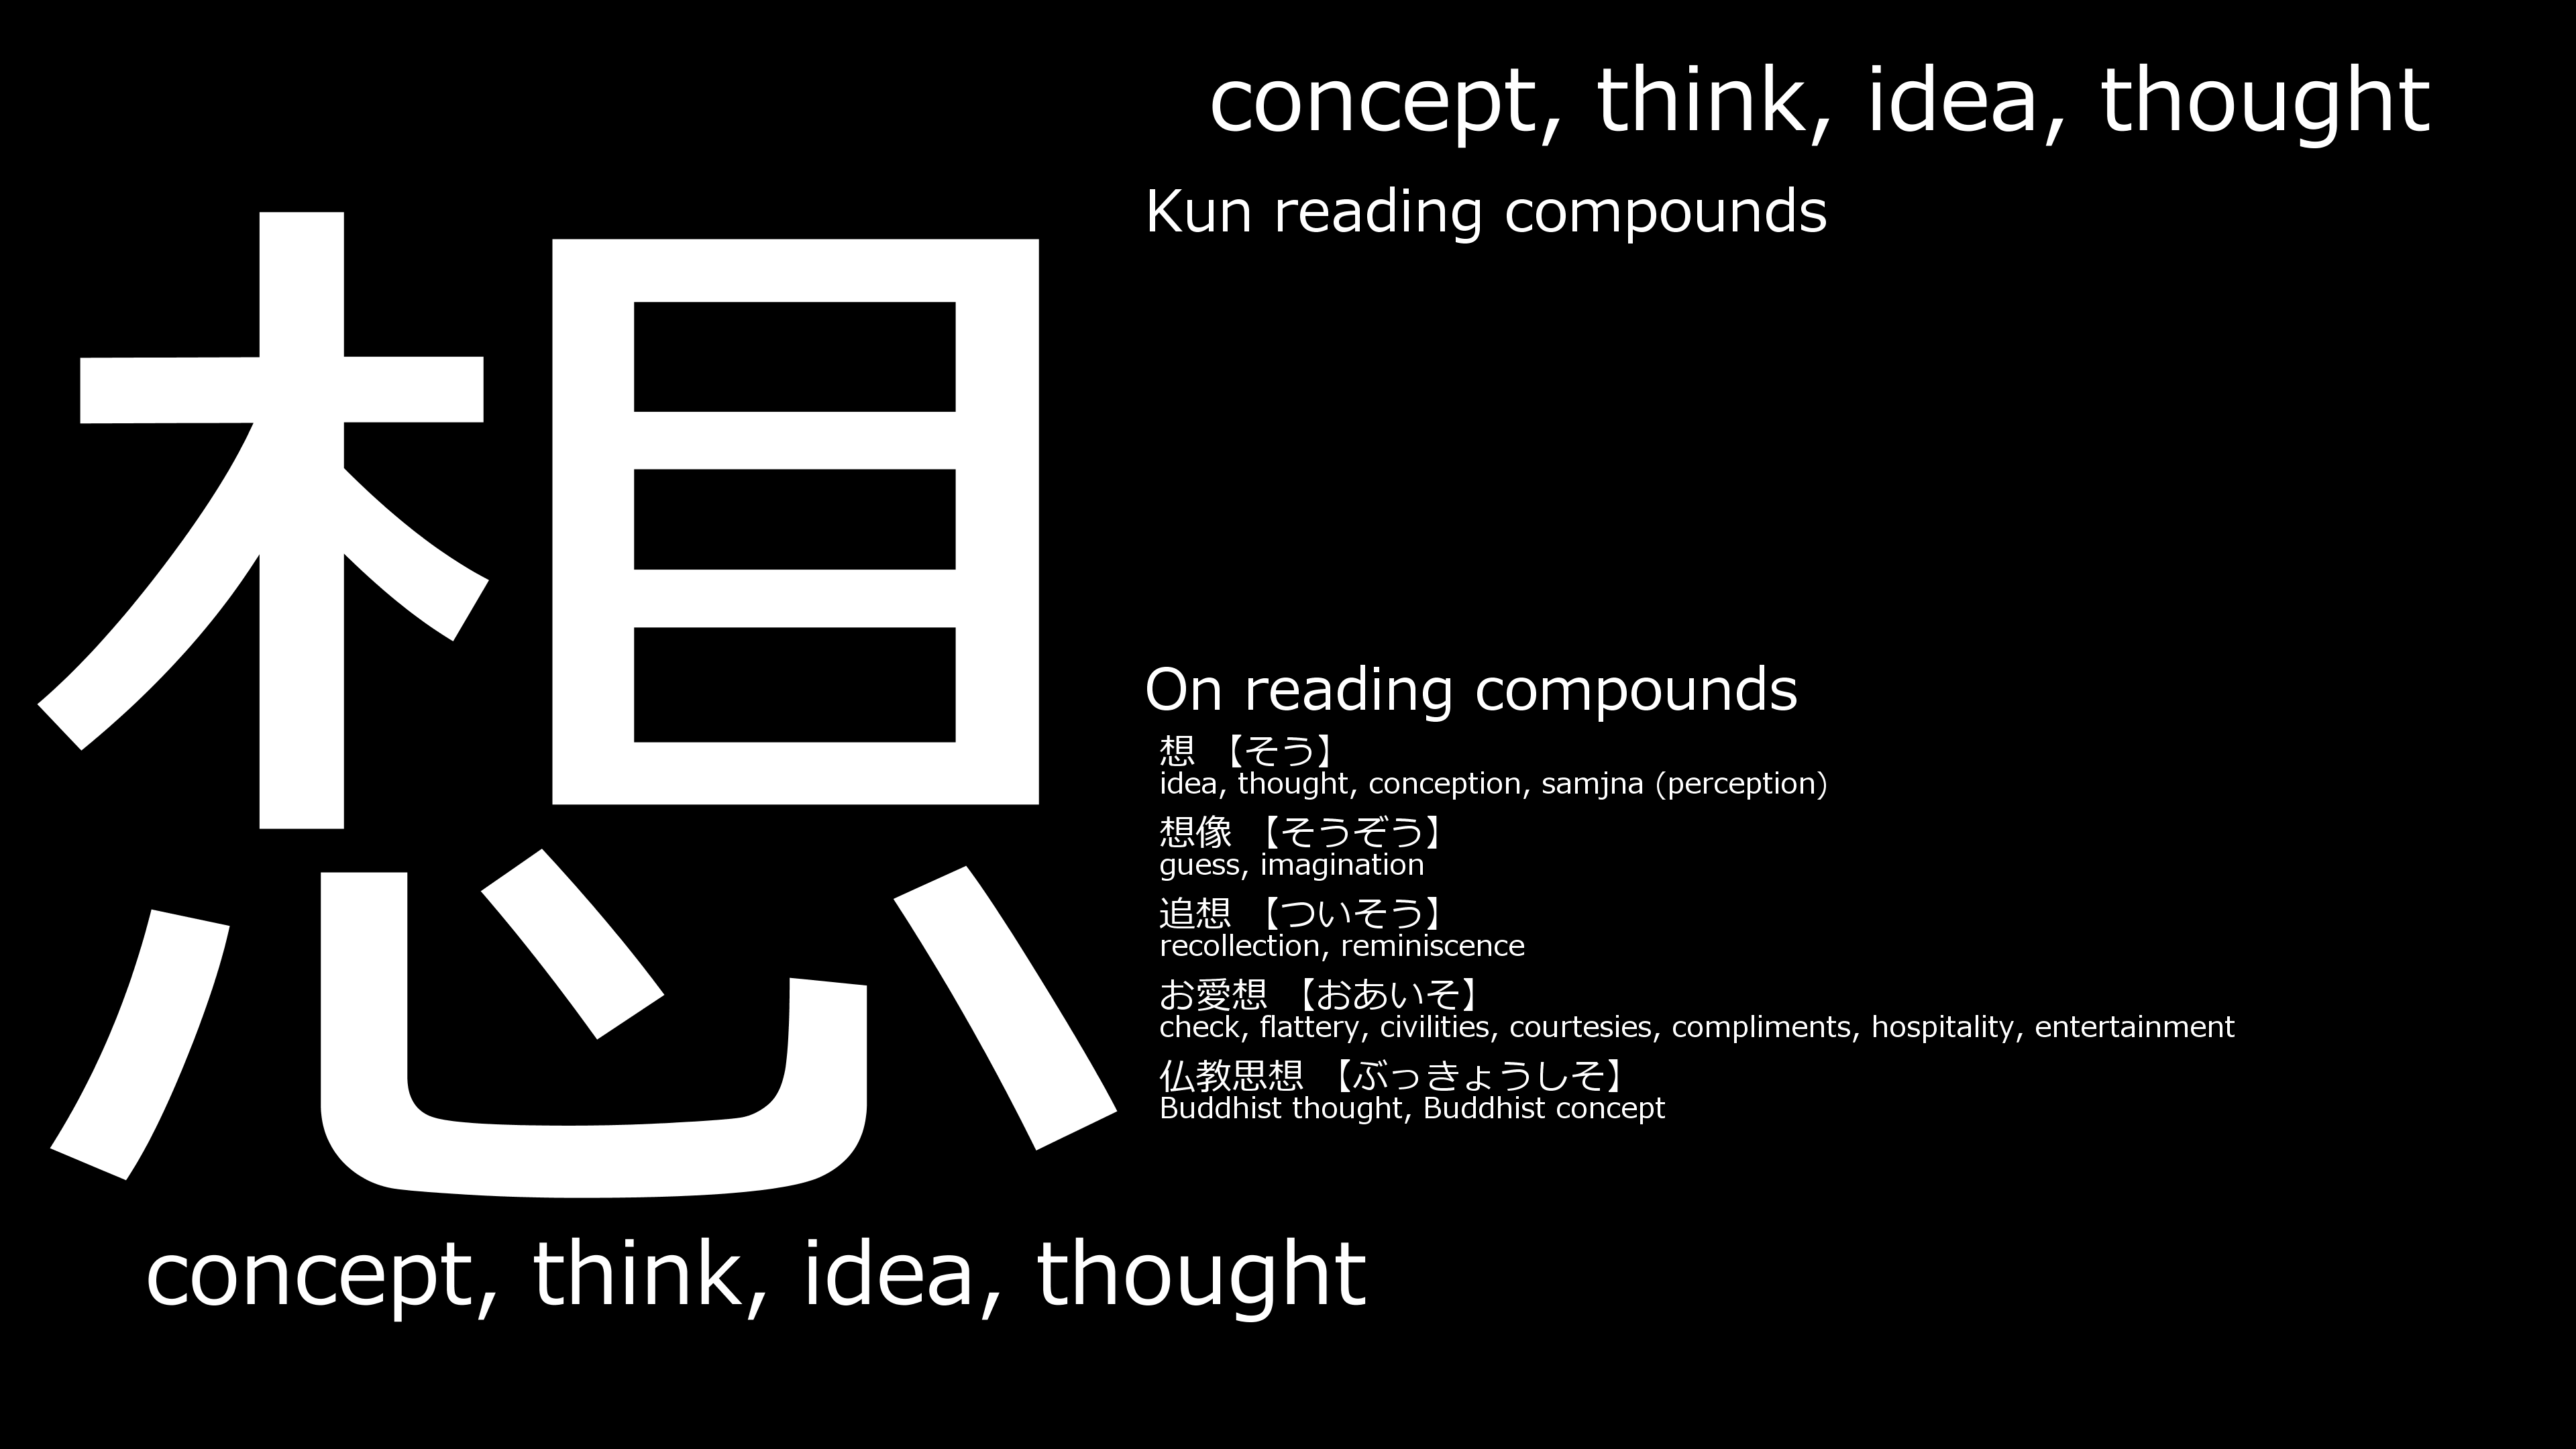 想
concept, think, idea, thought
concept, think, idea, thought
Kun reading compounds
On reading compounds
想 【そう】
idea, thought, conception, samjna (perception)
想像 【そうぞう】
guess, imagination
追想 【ついそう】
recollection, reminiscence
お愛想 【おあいそ】
check, flattery, civilities, courtesies, compliments, hospitality, entertainment
仏教思想 【ぶっきょうしそ】
Buddhist thought, Buddhist concept